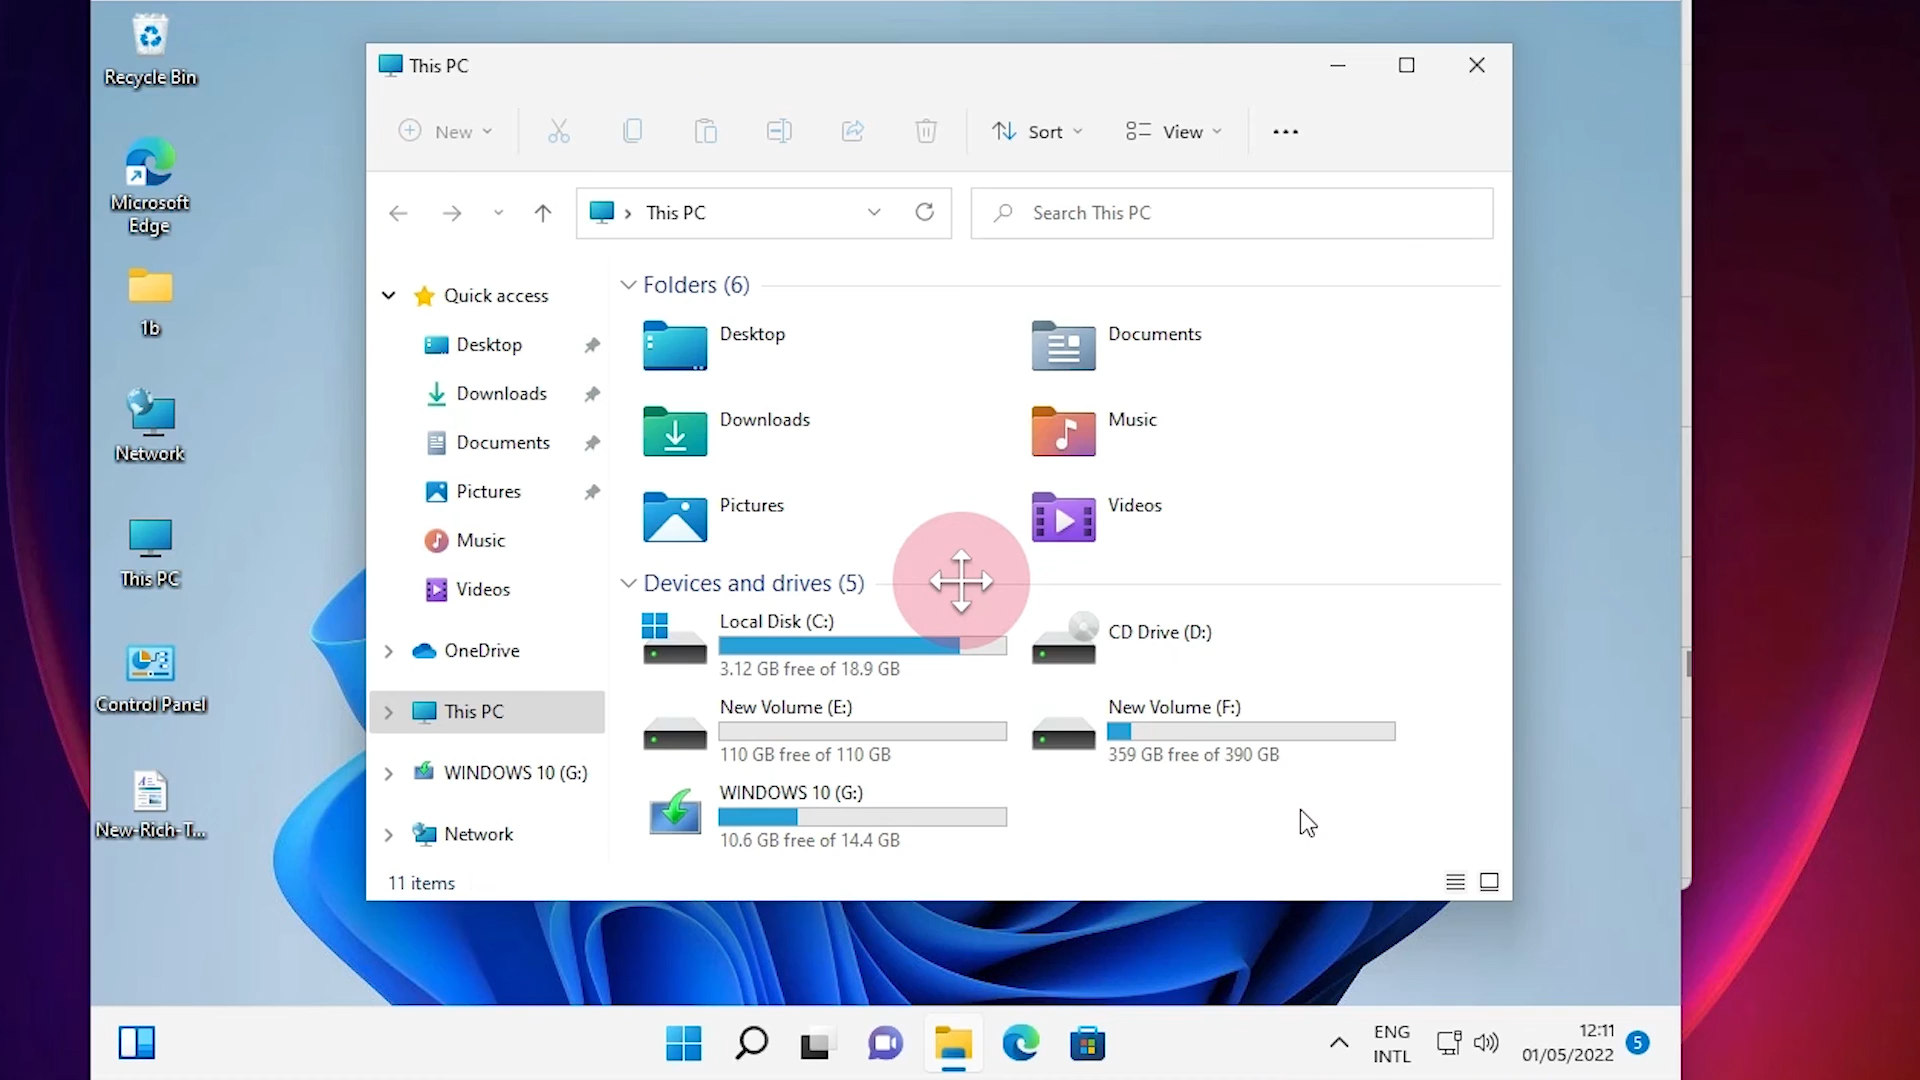 Recycle Bin
Microsoft
Edge
1b
Network
This PC
Control Panel
New-Rich-T...
This PC
New
Sort
View
This PC
Search This PC
Quick access
Desktop
Downloads
Documents
Pictures
Music
Videos
OneDrive
This PC
WINDOWS 10 (G:)
Network
Folders (6)
Desktop
Documents
Downloads
Music
Pictures
Videos
Devices and drives (5)
Local Disk (C:)
3.12 GB free of 18.9 GB
CD Drive (D:)
New Volume (E:)
110 GB free of 110 GB
New Volume (F:)
359 GB free of 390 GB
WINDOWS 10 (G:)
10.6 GB free of 14.4 GB
11 items
ENG
INTL
12:11
01/05/2022
5